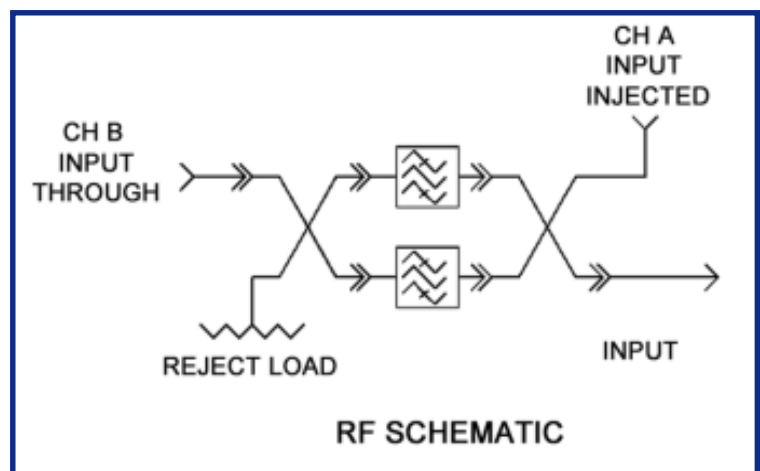 CH A
INPUT
INJECTED
CH B
INPUT
THROUGH
REJECT LOAD
INPUT
RF SCHEMATIC